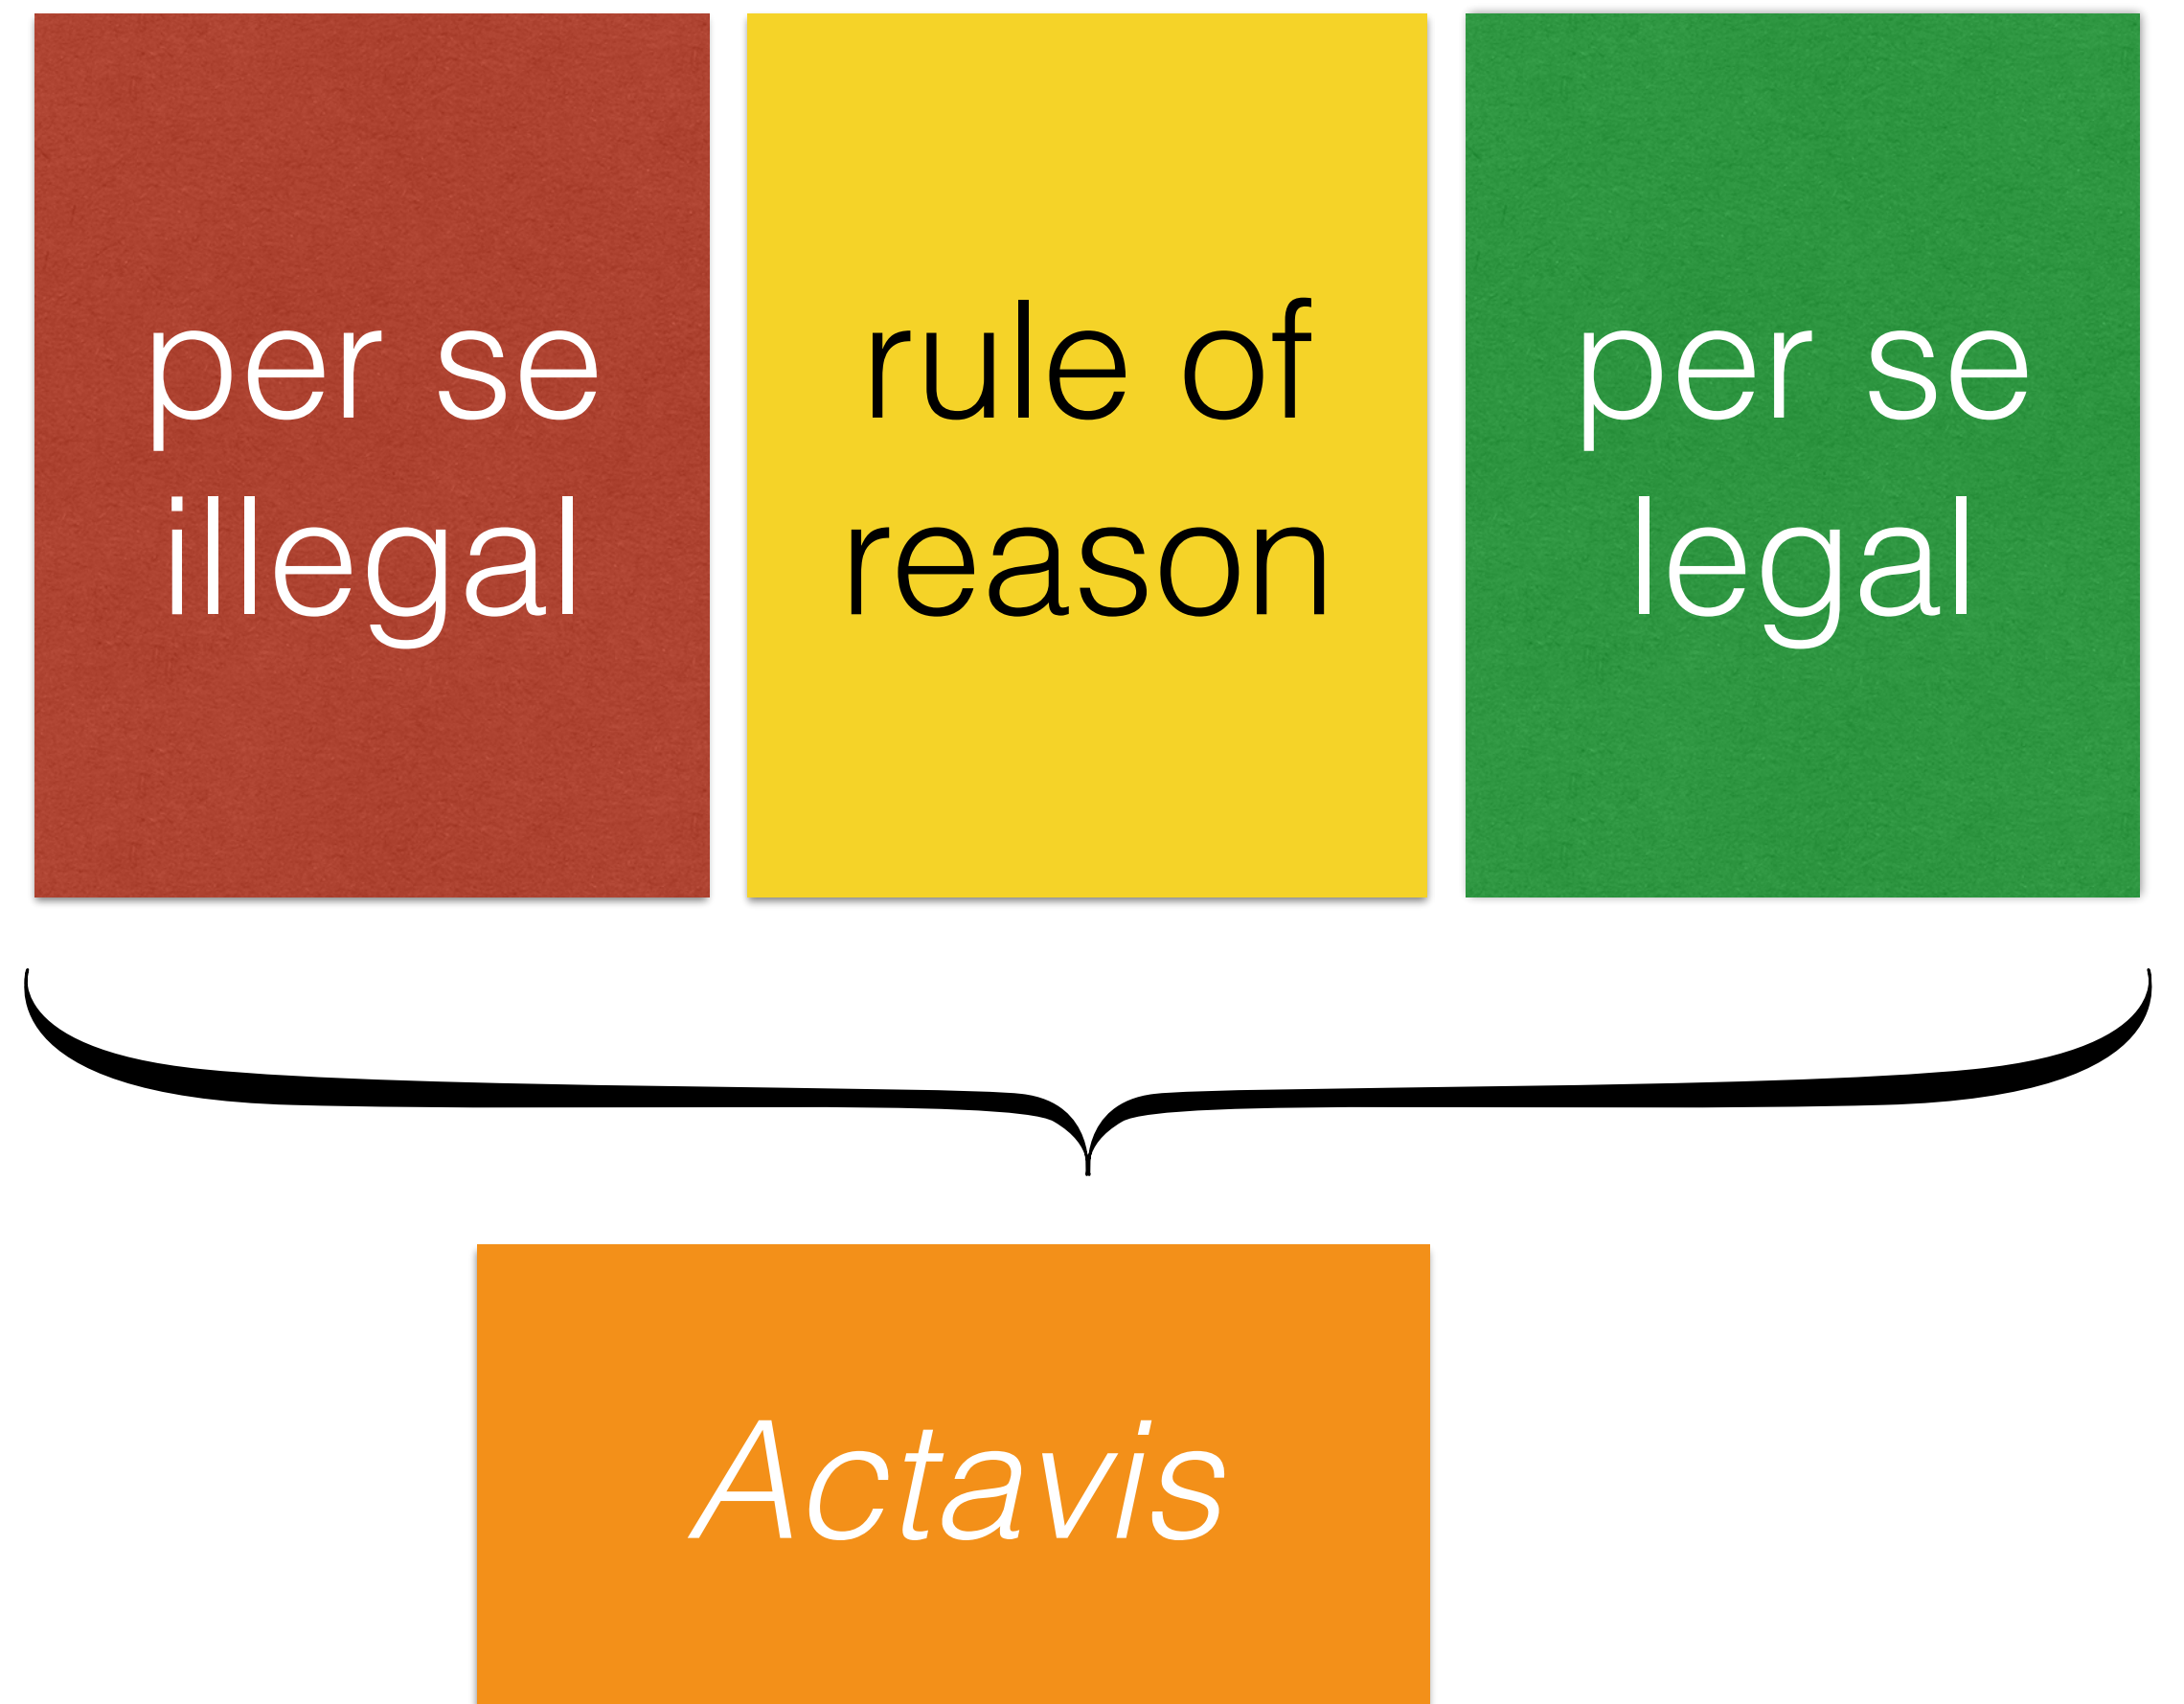 per se
illegal
rule of
reason
per se
legal
Actavis